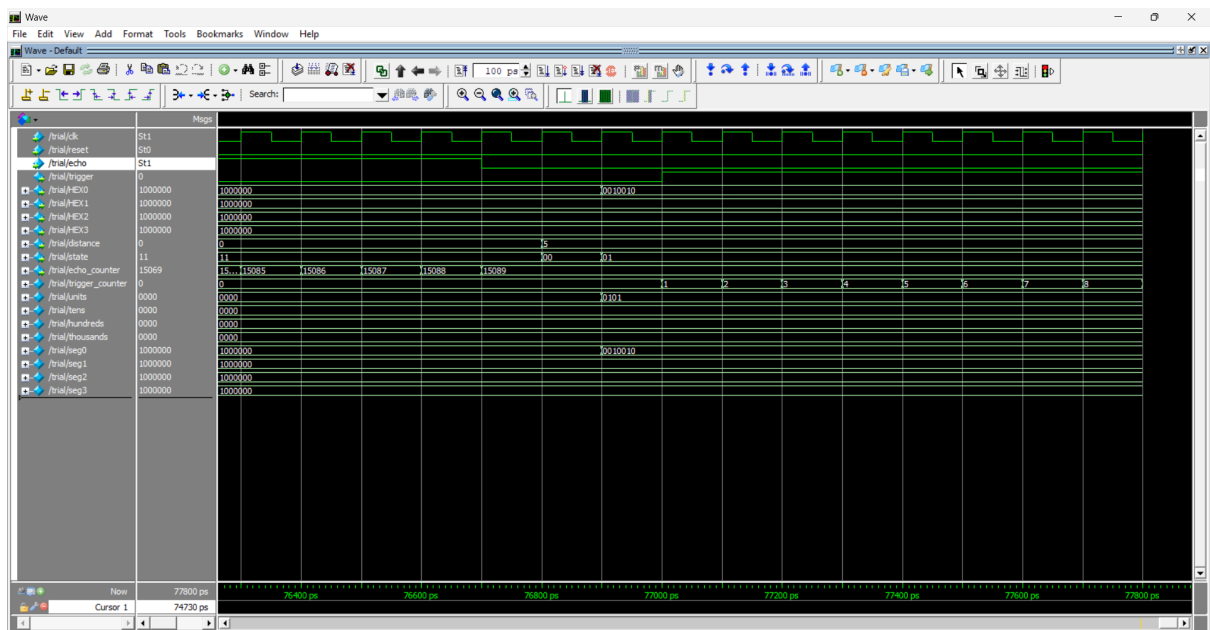 Wave
File Edit View Add Format Tools Bookmarks Window Help
Wave - Default
100 ps
Search:
Msgs
/trial/clk St1
/trial/reset St0
/trial/echo St1
/trial/trigger 0
/trial/HEX0 1000000 1000000 0010010
/trial/HEX1 1000000 1000000
/trial/HEX2 1000000 1000000
/trial/HEX3 1000000 1000000
/trial/distance 0 0 5
/trial/state 11 11 00 01
/trial/echo_counter 15069 15... 15085 15086 15087 15088 15089
/trial/trigger_counter 0 0 1 2 3 4 5 6 7 8
/trial/units 0000 0000 0101
/trial/tens 0000 0000
/trial/hundreds 0000 0000
/trial/thousands 0000 0000
/trial/seg0 1000000 1000000 0010010
/trial/seg1 1000000 1000000
/trial/seg2 1000000 1000000
/trial/seg3 1000000 1000000
Now 77800 ps 76400 ps 76600 ps 76800 ps 77000 ps 77200 ps 77400 ps 77600 ps 77800 ps
Cursor 1 74730 ps